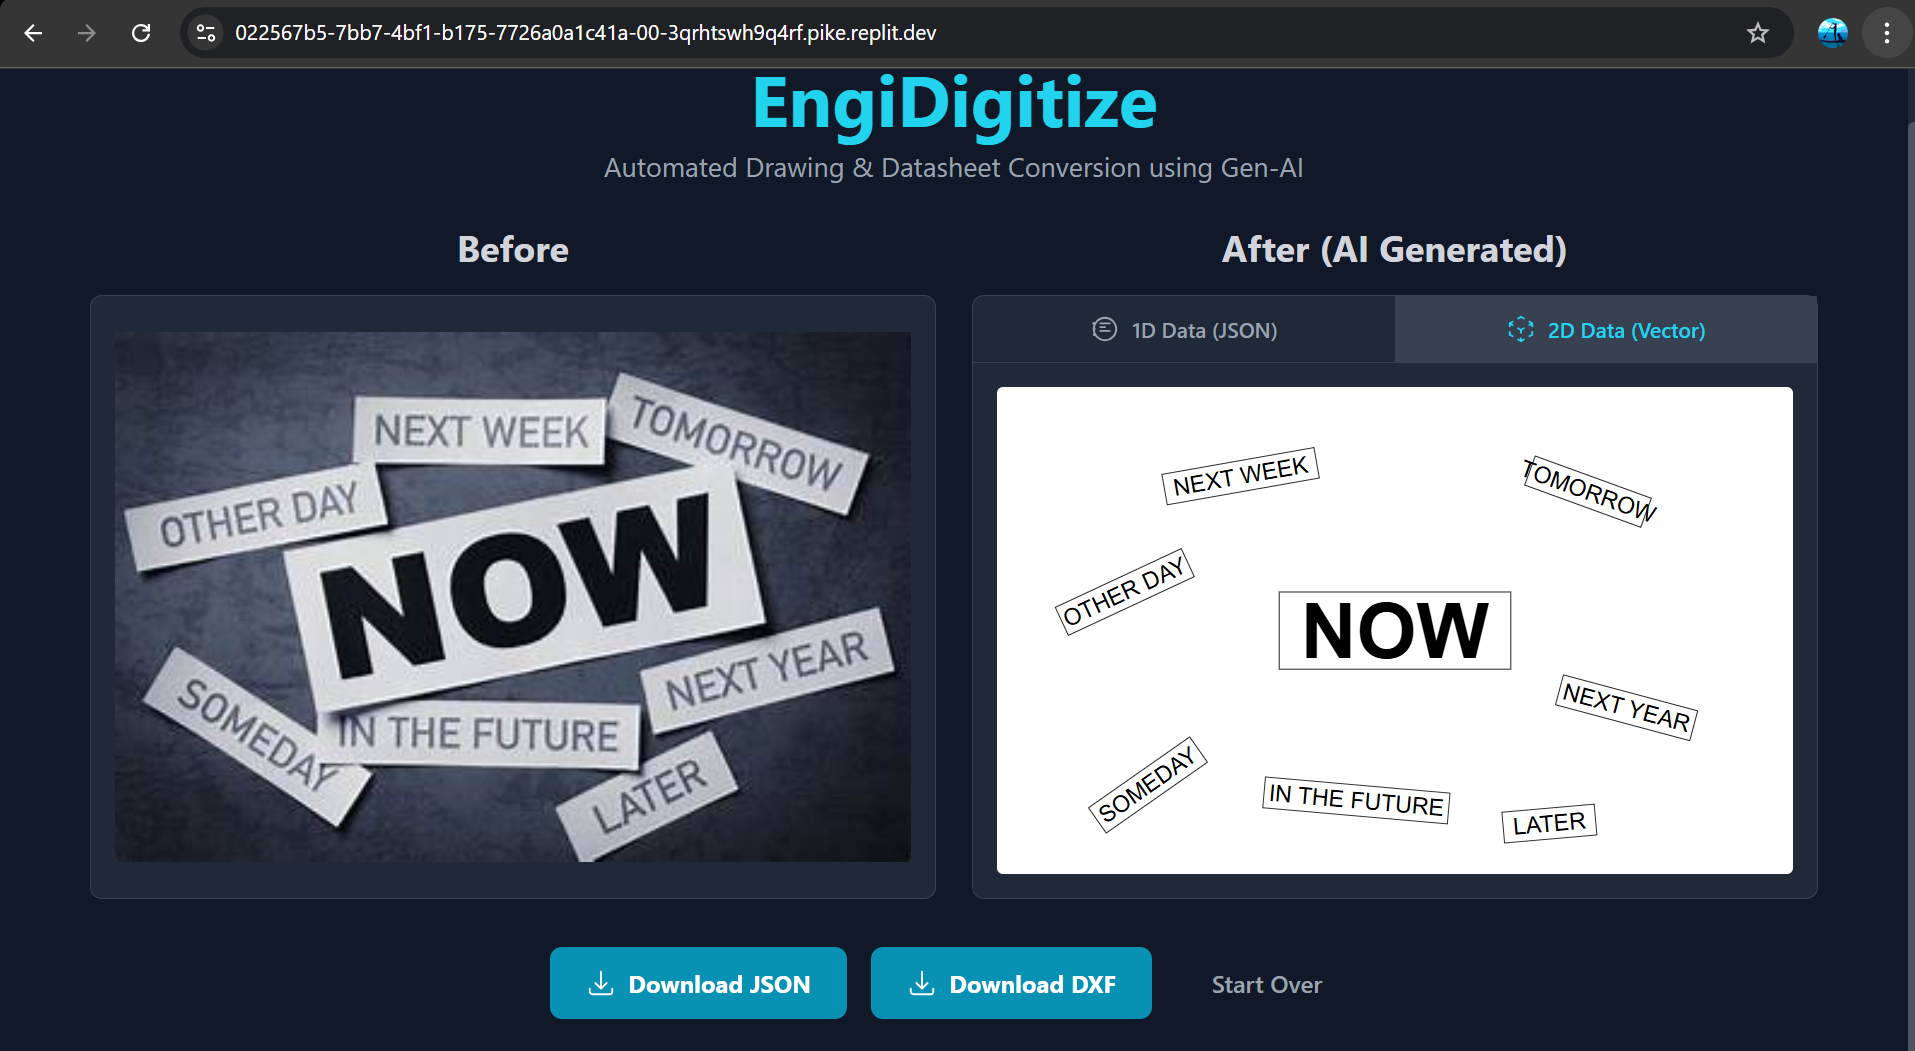 022567b5-7bb7-4bf1-b175-7726a0a1c41a-00-3qrhtswh9q4rf.pike.replit.dev
EngiDigitize
Automated Drawing & Datasheet Conversion using Gen-AI
Before
NEXT WEEK
TOMORROW
OTHER DAY
NOW
NEXT YEAR
SOMEDAY
IN THE FUTURE
LATER
After (AI Generated)
1D Data (JSON)
2D Data (Vector)
NEXT WEEK
TOMORROW
OTHER DAY
NOW
NEXT YEAR
SOMEDAY
IN THE FUTURE
LATER
Download JSON
Download DXF
Start Over